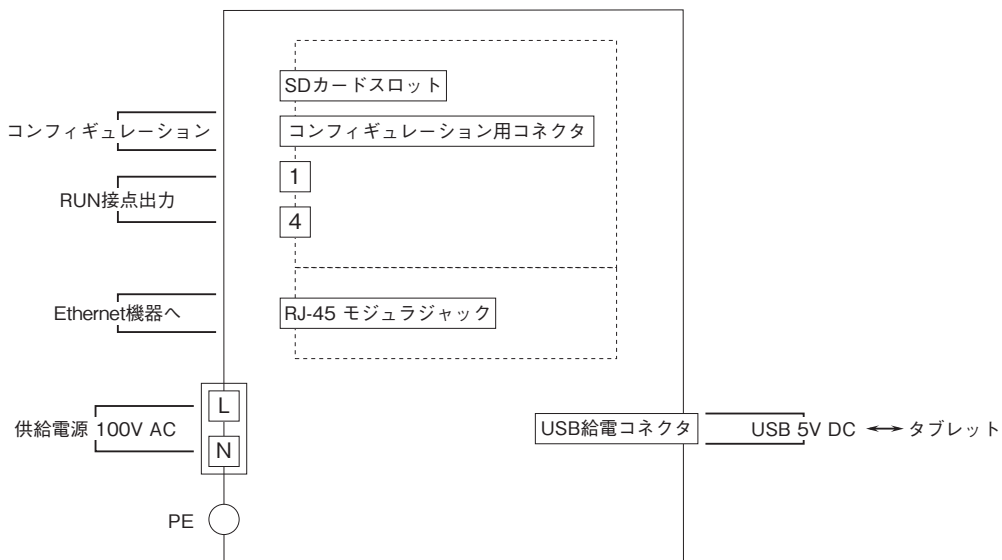 SDカードスロット
コンフィギュレーション
コンフィギュレーション用コネクタ
1
RUN接点出力
4
Ethernet機器へ
RJ-45 モジュラジャック
L
供給電源 100V AC
N
USB給電コネクタ
USB 5V DC ↔ タブレット
PE